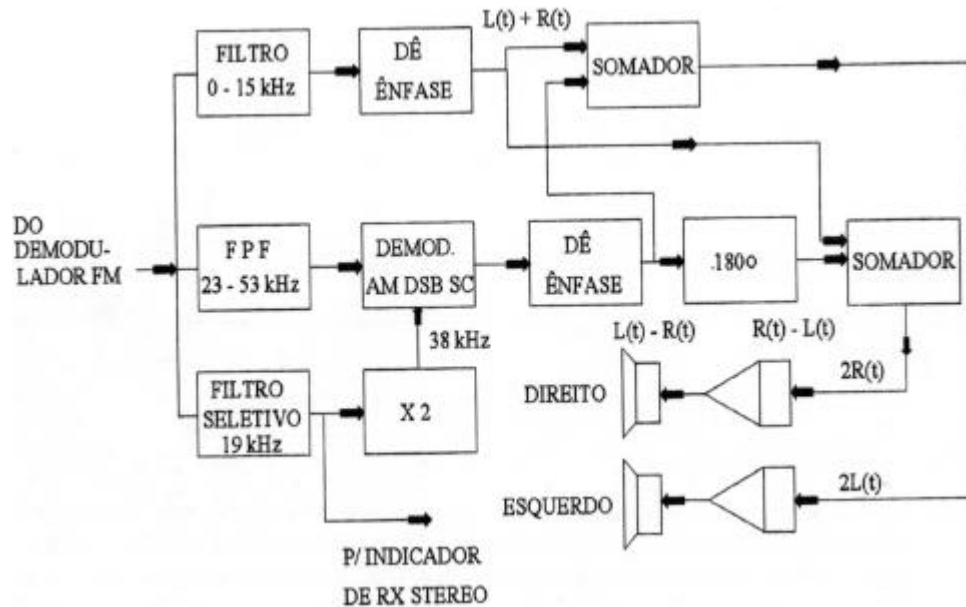 L(t) + R(t)
FILTRO
0 - 15 kHz
DÊ
ÊNFASE
SOMADOR
DO
DEMODU-
LADOR FM
F P F
23 - 53 kHz
DEMOD.
AM DSB SC
DÊ
ÊNFASE
.180o
SOMADOR
38 kHz
L(t) - R(t)
R(t) - L(t)
2R(t)
FILTRO
SELETIVO
19 kHz
X 2
DIREITO
ESQUERDO
2L(t)
P/ INDICADOR
DE RX STEREO